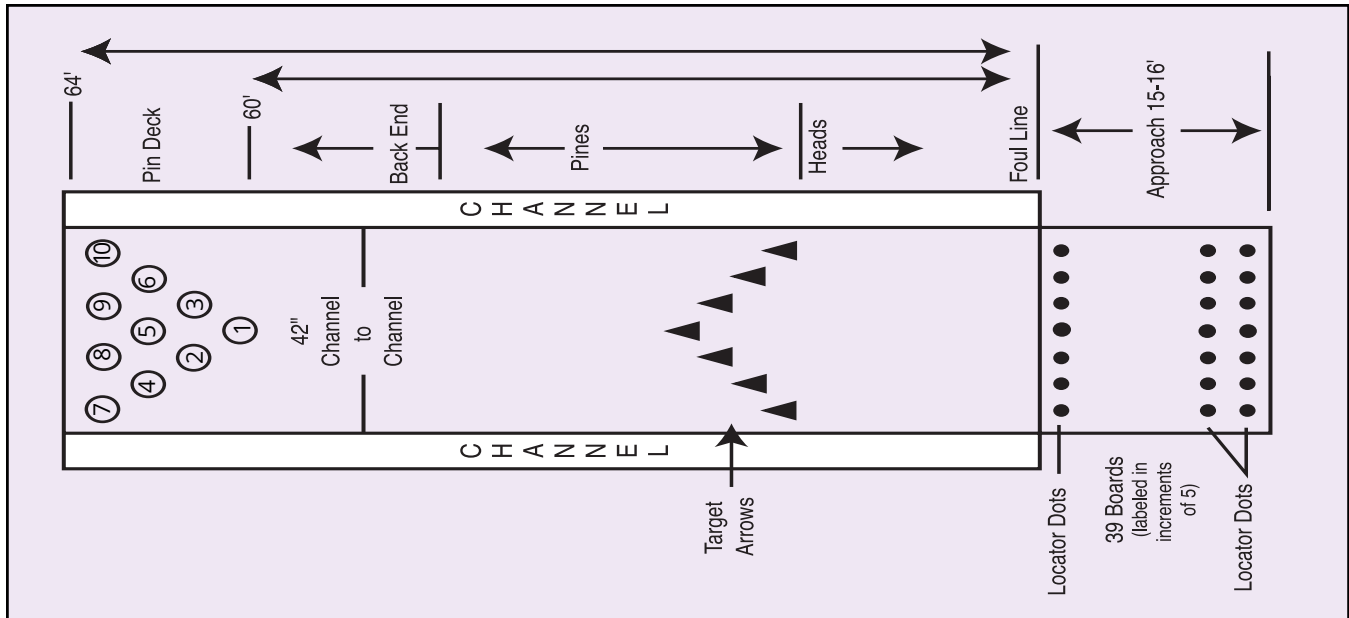 64'
Pin Deck
60'
Back End
Pines
Heads
Foul Line
Approach 15-16'
CHANNEL
10
6
9
3
5
1
8
2
4
7
42"
Channel
to
Channel
CHANNEL
Target
Arrows
Locator Dots
39 Boards
(labeled in
increments
of 5)
Locator Dots